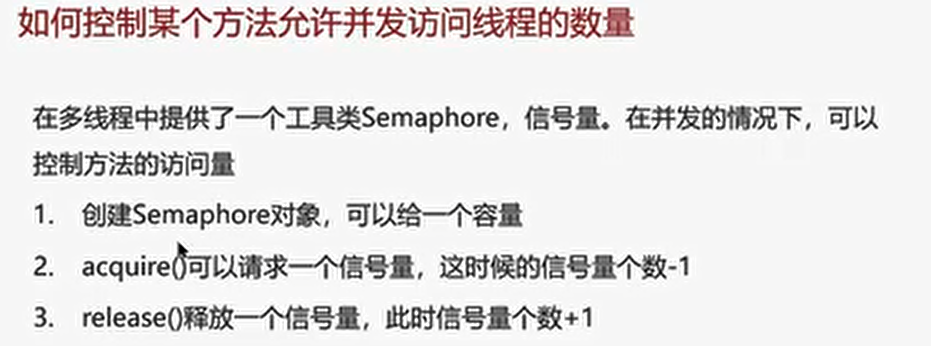 如何控制某个方法允许并发访问线程的数量
在多线程中提供了一个工具类Semaphore，信号量。在并发的情况下，可以
控制方法的访问量
1. 创建Semaphore对象，可以给一个容量
2. acquire()可以请求一个信号量，这时候的信号量个数-1
3. release()释放一个信号量，此时信号量个数+1